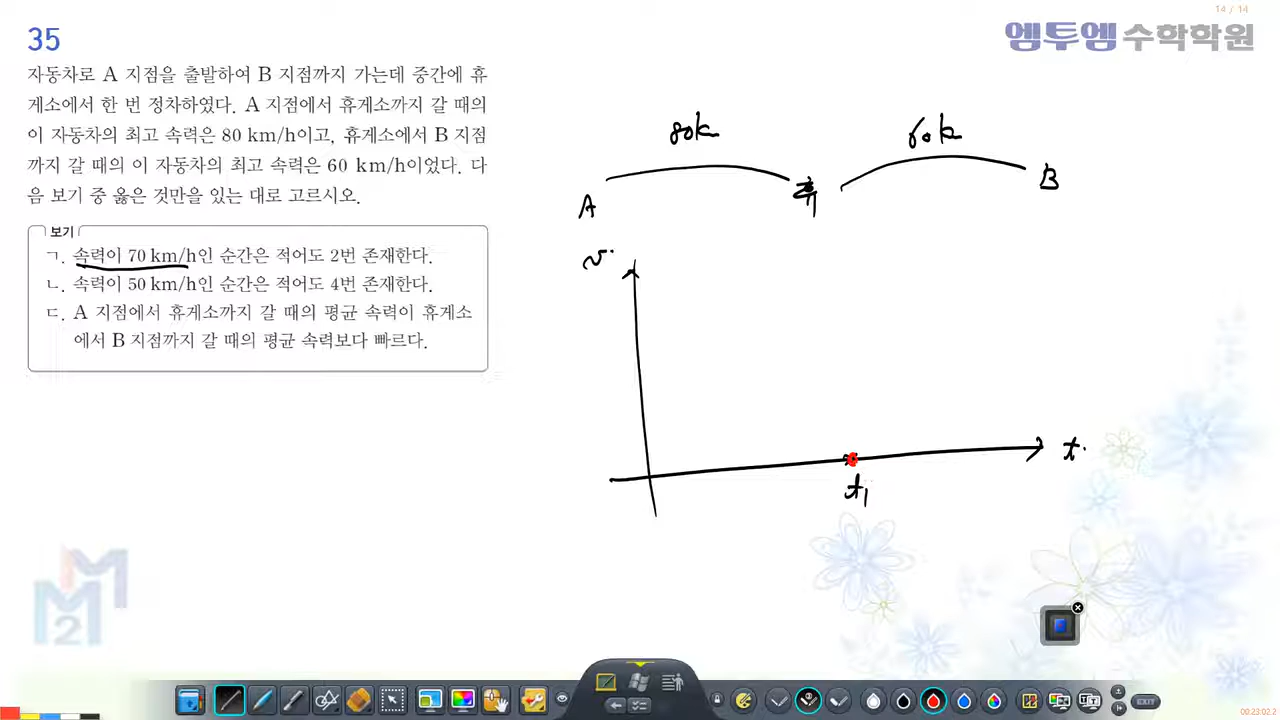 14 / 14
35
엠투엠수학학원
자동차로 A 지점을 출발하여 B 지점까지 가는데 중간에 휴
게소에서 한 번 정차하였다. A 지점에서 휴게소까지 갈 때의
이 자동차의 최고 속력은 80 km/h이고, 휴게소에서 B 지점
까지 갈 때의 이 자동차의 최고 속력은 60 km/h이었다. 다
음 보기 중 옳은 것만을 있는 대로 고르시오.
보기
ㄱ. 속력이 70 km/h인 순간은 적어도 2번 존재한다.
ㄴ. 속력이 50 km/h인 순간은 적어도 4번 존재한다.
ㄷ. A 지점에서 휴게소까지 갈 때의 평균 속력이 휴게소
에서 B 지점까지 갈 때의 평균 속력보다 빠르다.
80k 60k
A 휴 B
v
t
t1
M2M
EXIT
00:23:02.2